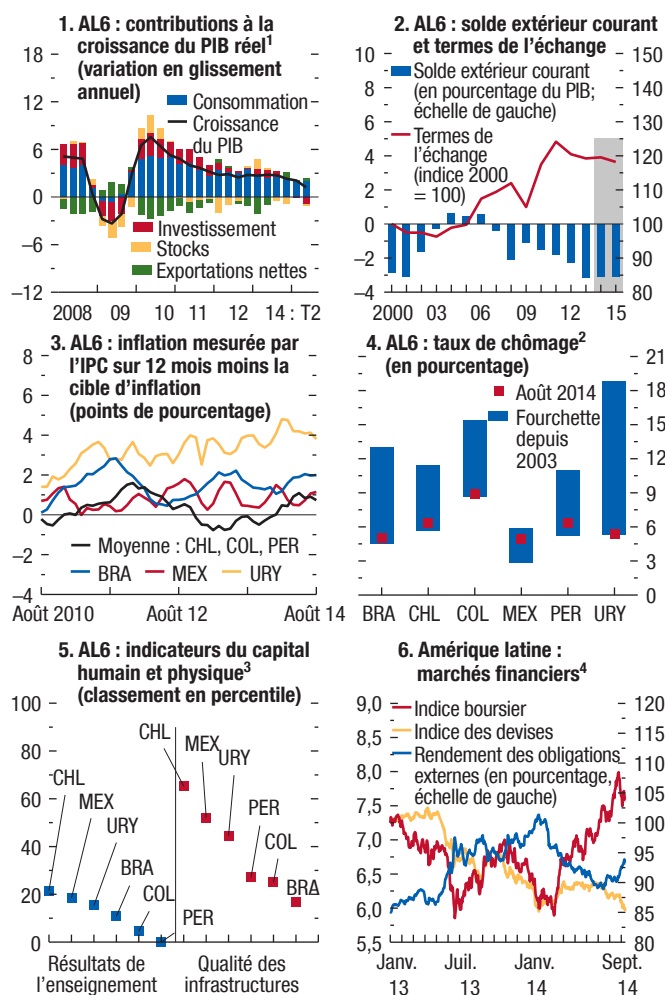 1. AL6 : contributions à la
croissance du PIB réel¹
(variation en glissement
annuel)
18
12
6
0
–6
–12
Consommation
Croissance
du PIB
Investissement
Stocks
Exportations nettes
2008 09 10 11 12 14 : T2
2. AL6 : solde extérieur courant
et termes de l’échange
10
8
6
4
2
0
–2
–4
150
140
130
120
110
100
90
80
Solde extérieur courant
(en pourcentage du PIB;
échelle de gauche)
Termes de
l’échange
(indice 2000
= 100)
2000 03 06 09 12 15
3. AL6 : inflation mesurée par
l’IPC sur 12 mois moins la
cible d’inflation
(points de pourcentage)
8
6
4
2
0
–2
–4
Moyenne : CHL, COL, PER
BRA MEX URY
Août 2010 Août 12 Août 14
4. AL6 : taux de chômage²
(en pourcentage)
21
18
15
12
9
6
3
0
Août 2014
Fourchette
depuis
2003
BRA CHL COL MEX PER URY
5. AL6 : indicateurs du capital
humain et physique³
(classement en percentile)
100
80
60
40
20
0
CHL
MEX
URY
BRA
COL
PER
CHL
MEX
URY
PER
COL
BRA
Résultats de
l’enseignement
Qualité des
infrastructures
6. Amérique latine :
marchés financiers⁴
9,0
8,5
8,0
7,5
7,0
6,5
6,0
5,5
120
115
110
105
100
95
90
85
80
Indice boursier
Indice des devises
Rendement des obligations
externes (en pourcentage,
échelle de gauche)
Janv. Juil. Janv. Sept.
13 13 14 14